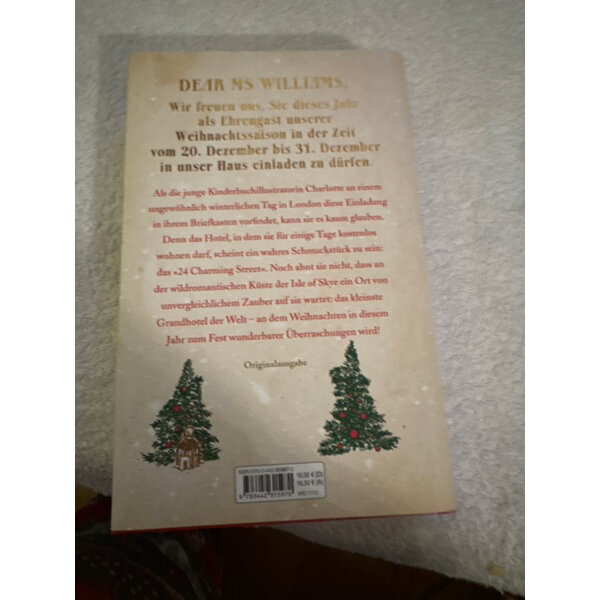 DEAR MS WILLIAMS,
Wir freuen uns, Sie dieses Jahr
als Ehrengast unserer
Weihnachtssaison in der Zeit
vom 20. Dezember bis 31. Dezember
in unser Haus einladen zu dürfen.
Als die junge Kinderbuchillustratorin Charlotte an einem
ungewöhnlich winterlichen Tag in London diese Einladung
in ihrem Briefkasten vorfindet, kann sie es kaum glauben.
Denn das Hotel, in dem sie für einige Tage kostenlos
wohnen darf, scheint ein wahres Schmuckstück zu sein:
das »24 Charming Street«. Noch ahnt sie nicht, dass an
der wildromantischen Küste der Isle of Skye ein Ort von
unvergleichlichem Zauber auf sie wartet: das kleinste
Grandhotel der Welt – an dem Weihnachten in diesem
Jahr zum Fest wunderbarer Überraschungen wird!
Originalausgabe
16,00 € (D)
16,50 € (A)